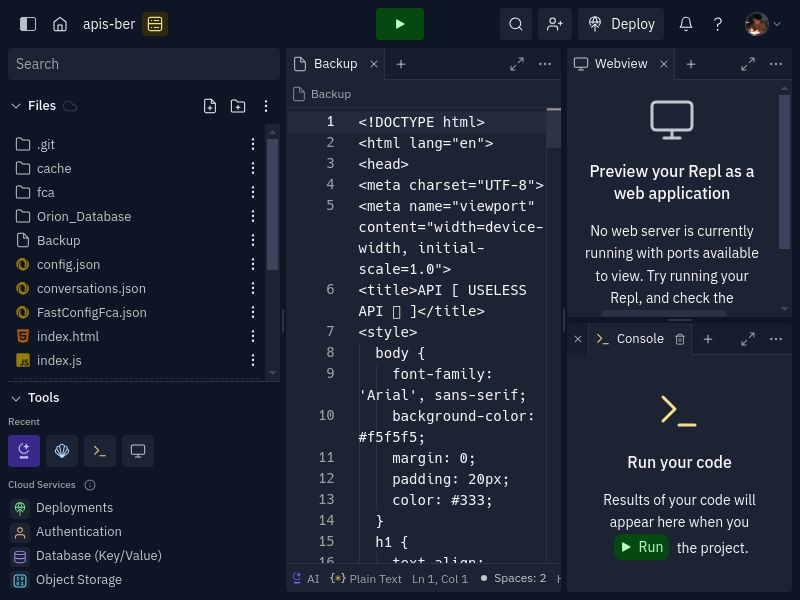 apis-ber
Deploy
?
Search
Files
.git
cache
fca
Orion_Database
Backup
config.json
conversations.json
FastConfigFca.json
index.html
index.js
Tools
Recent
Cloud Services
Deployments
Authentication
Database (Key/Value)
Object Storage
Backup
Backup
1 <!DOCTYPE html>
2 <html lang="en">
3 <head>
4 <meta charset="UTF-8">
5 <meta name="viewport"
content="width=device-
width, initial-
scale=1.0">
6 <title>API [ USELESS
API ]</title>
7 <style>
8 body {
9 font-family:
'Arial', sans-serif;
10 background-color:
#f5f5f5;
11 margin: 0;
12 padding: 20px;
13 color: #333;
14 }
15 h1 {
16 text-align:
AI
Plain Text
Ln 1, Col 1
Spaces: 2
H
Webview
Preview your Repl as a
web application
No web server is currently
running with ports available
to view. Try running your
Repl, and check the
Console
Run your code
Results of your code will
appear here when you
Run the project.